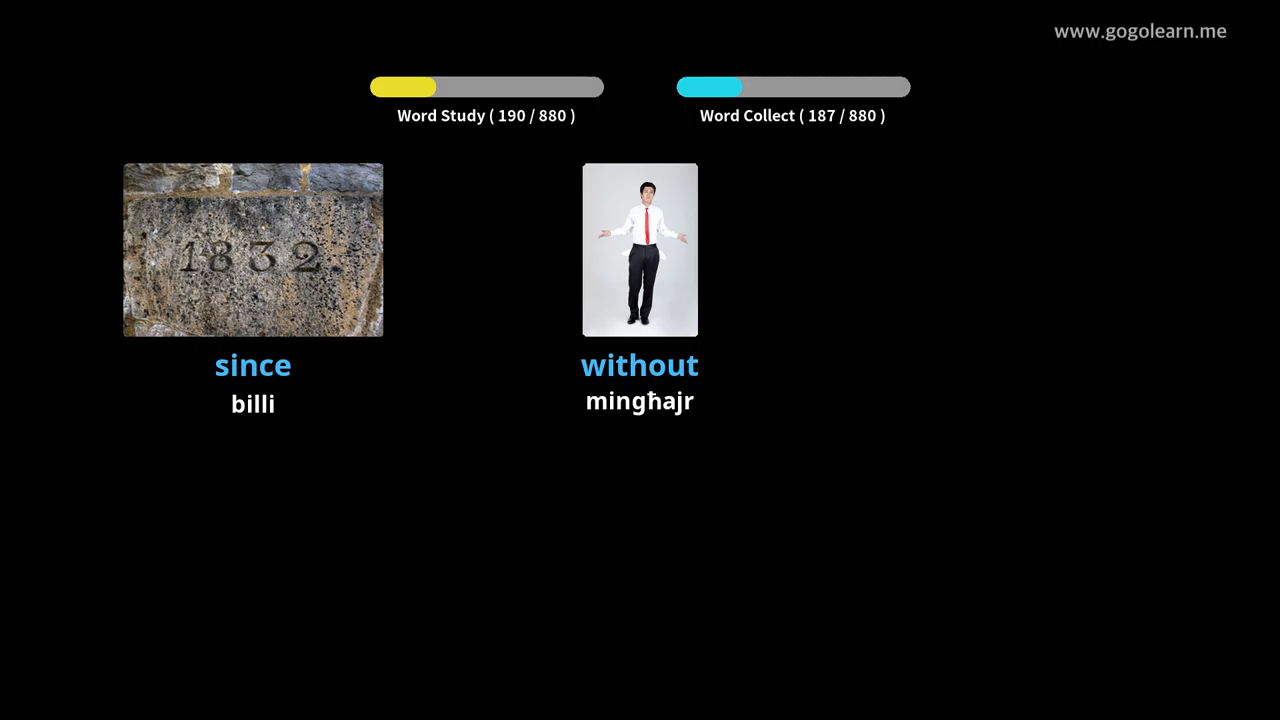 www.gogolearn.me
Word Study ( 190 / 880 )
Word Collect ( 187 / 880 )
1832
since
without
billi
mingħajr